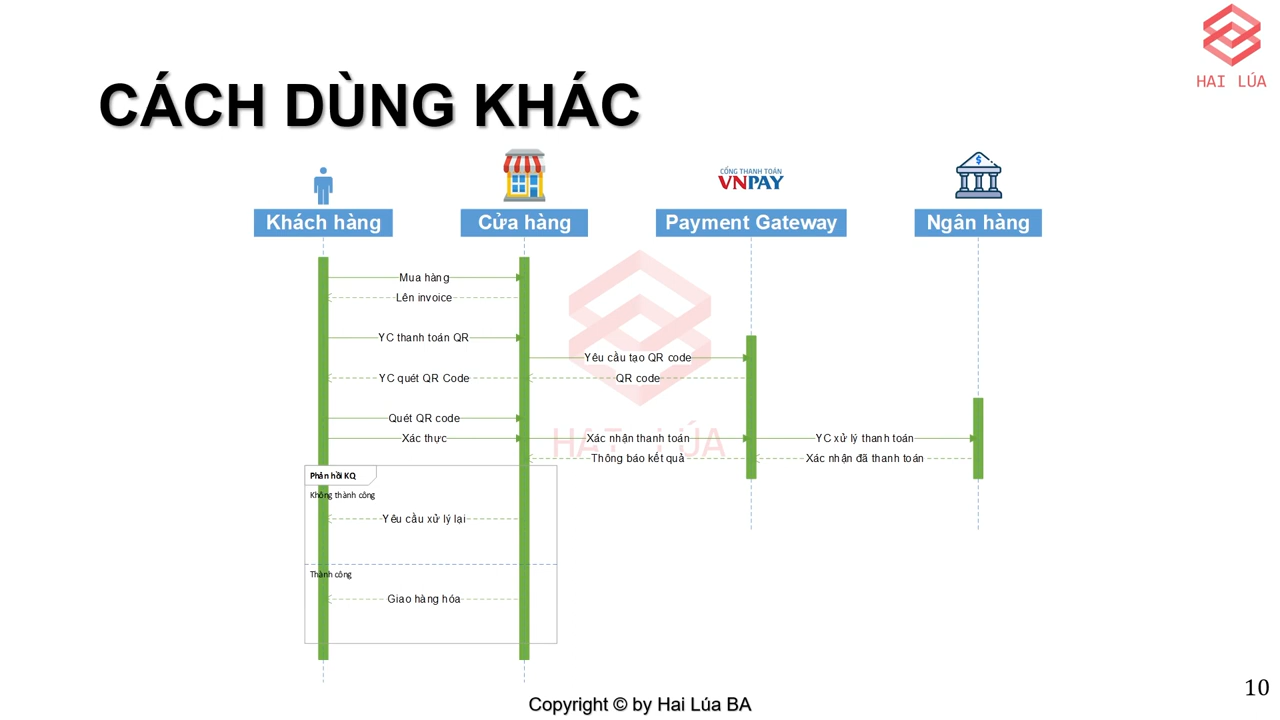 HAI LÚA
CÁCH DÙNG KHÁC
CỔNG THANH TOÁN
VNPAY
Khách hàng
Cửa hàng
Payment Gateway
Ngân hàng
Mua hàng
Lên invoice
YC thanh toán QR
Yêu cầu tạo QR code
YC quét QR Code
QR code
Quét QR code
Xác thực
Xác nhận thanh toán
YC xử lý thanh toán
HAI LÚA
Thông báo kết quả
Xác nhận đã thanh toán
Phản hồi KQ
Không thành công
Yêu cầu xử lý lại
Thành công
Giao hàng hóa
10
Copyright © by Hai Lúa BA